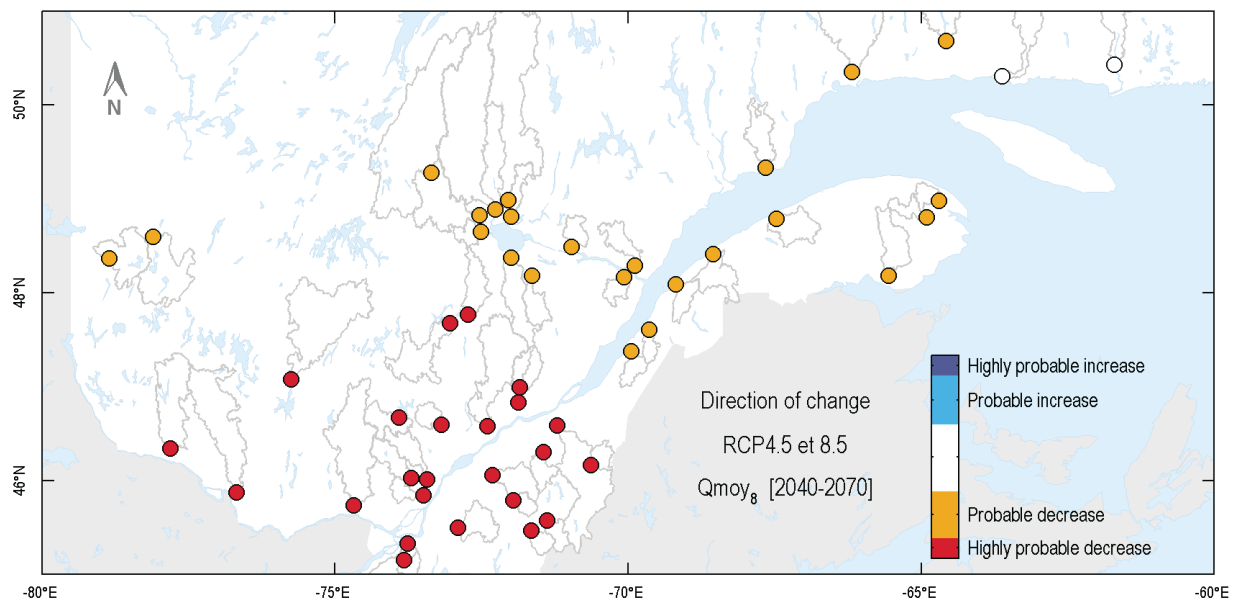 50°N
48°N
46°N
N
Highly probable increase
Probable increase
Probable decrease
Highly probable decrease
Direction of change
RCP4.5 et 8.5
Qmoy8 [2040-2070]
-80°E
-75°E
-70°E
-65°E
-60°E